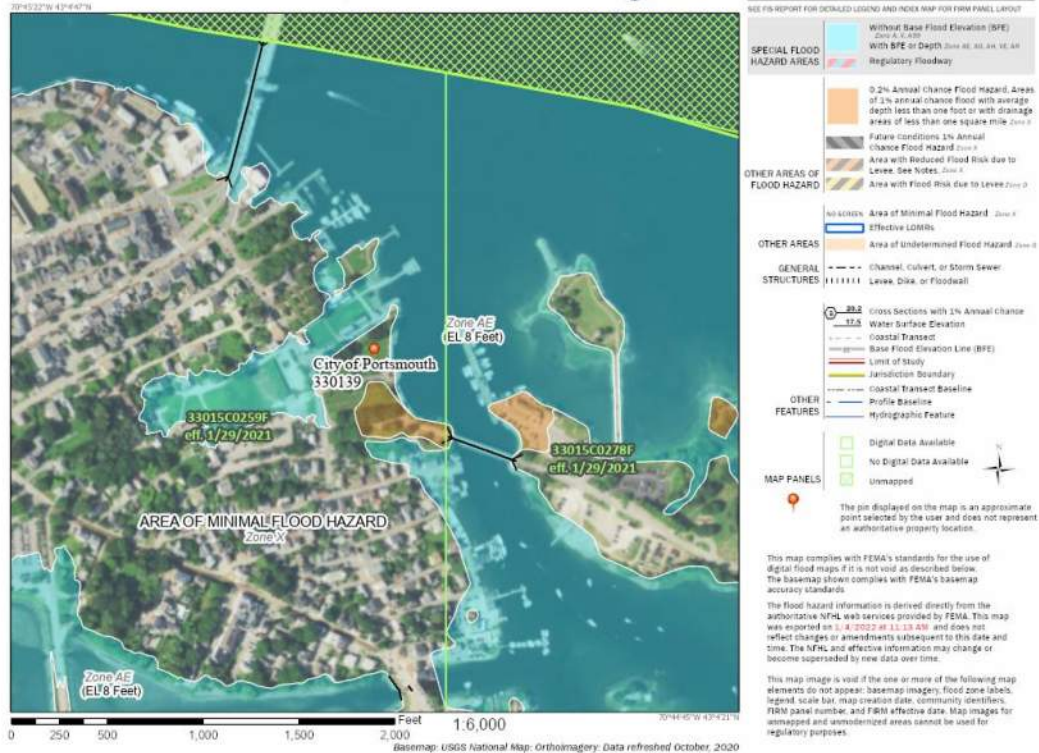 70°45'22"W 43°4'47"N
Zone AE
(EL 8 Feet)
City of Portsmouth
330139
33015C0259F
eff. 1/29/2021
33015C0278F
eff. 1/29/2021
AREA OF MINIMAL FLOOD HAZARD
Zone X
Zone AE
(EL 8 Feet)
0 250 500 1,000 1,500 2,000
Feet 1:6,000
70°44'45"W 43°4'21"N
Basemap: USGS National Map: Orthoimagery: Data refreshed October, 2020
SEE FIS REPORT FOR DETAILED LEGEND AND INDEX MAP FOR FIRM PANEL LAYOUT
SPECIAL FLOOD
HAZARD AREAS
Without Base Flood Elevation (BFE)
Zone A, V, A99
With BFE or Depth Zone AE, AO, AH, VE, AR
Regulatory Floodway
OTHER AREAS OF
FLOOD HAZARD
0.2% Annual Chance Flood Hazard, Areas
of 1% annual chance flood with average
depth less than one foot or with drainage
areas of less than one square mile Zone X
Future Conditions 1% Annual
Chance Flood Hazard Zone X
Area with Reduced Flood Risk due to
Levee. See Notes. Zone X
Area with Flood Risk due to Levee Zone D
OTHER AREAS
NO SCREEN Area of Minimal Flood Hazard Zone X
Effective LOMRs
Area of Undetermined Flood Hazard Zone D
GENERAL
STRUCTURES
Channel, Culvert, or Storm Sewer
Levee, Dike, or Floodwall
OTHER
FEATURES
20.2 Cross Sections with 1% Annual Chance
17.5 Water Surface Elevation
Coastal Transect
Base Flood Elevation Line (BFE)
Limit of Study
Jurisdiction Boundary
Coastal Transect Baseline
Profile Baseline
Hydrographic Feature
MAP PANELS
Digital Data Available
No Digital Data Available
Unmapped
N
The pin displayed on the map is an approximate
point selected by the user and does not represent
an authoritative property location.
This map complies with FEMA's standards for the use of
digital flood maps if it is not void as described below.
The basemap shown complies with FEMA's basemap
accuracy standards
The flood hazard information is derived directly from the
authoritative NFHL web services provided by FEMA. This map
was exported on 1/4/2022 at 11:13 AM and does not
reflect changes or amendments subsequent to this date and
time. The NFHL and effective information may change or
become superseded by new data over time.
This map image is void if the one or more of the following map
elements do not appear: basemap imagery, flood zone labels,
legend, scale bar, map creation date, community identifiers,
FIRM panel number, and FIRM effective date. Map images for
unmapped and unmodernized areas cannot be used for
regulatory purposes.